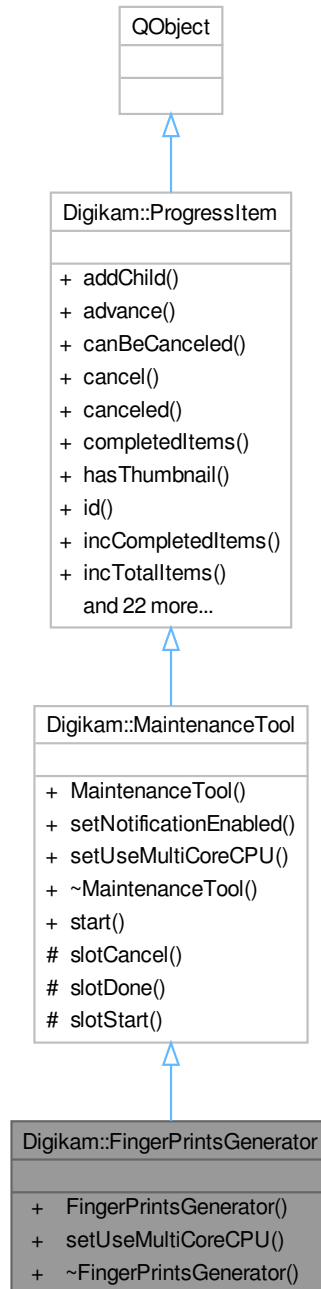 QObject
Digikam::ProgressItem
+ addChild()
+ advance()
+ canBeCanceled()
+ cancel()
+ canceled()
+ completedItems()
+ hasThumbnail()
+ id()
+ incCompletedItems()
+ incTotalItems()
and 22 more...
Digikam::MaintenanceTool
+ MaintenanceTool()
+ setNotificationEnabled()
+ setUseMultiCoreCPU()
+ ~MaintenanceTool()
+ start()
# slotCancel()
# slotDone()
# slotStart()
Digikam::FingerPrintsGenerator
+ FingerPrintsGenerator()
+ setUseMultiCoreCPU()
+ ~FingerPrintsGenerator()